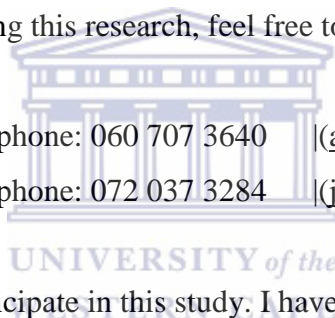 ng this research, feel free to
phone: 060 707 3640 |(a
phone: 072 037 3284 |(j
UNIVERSITY of the
icipate in this study. I have